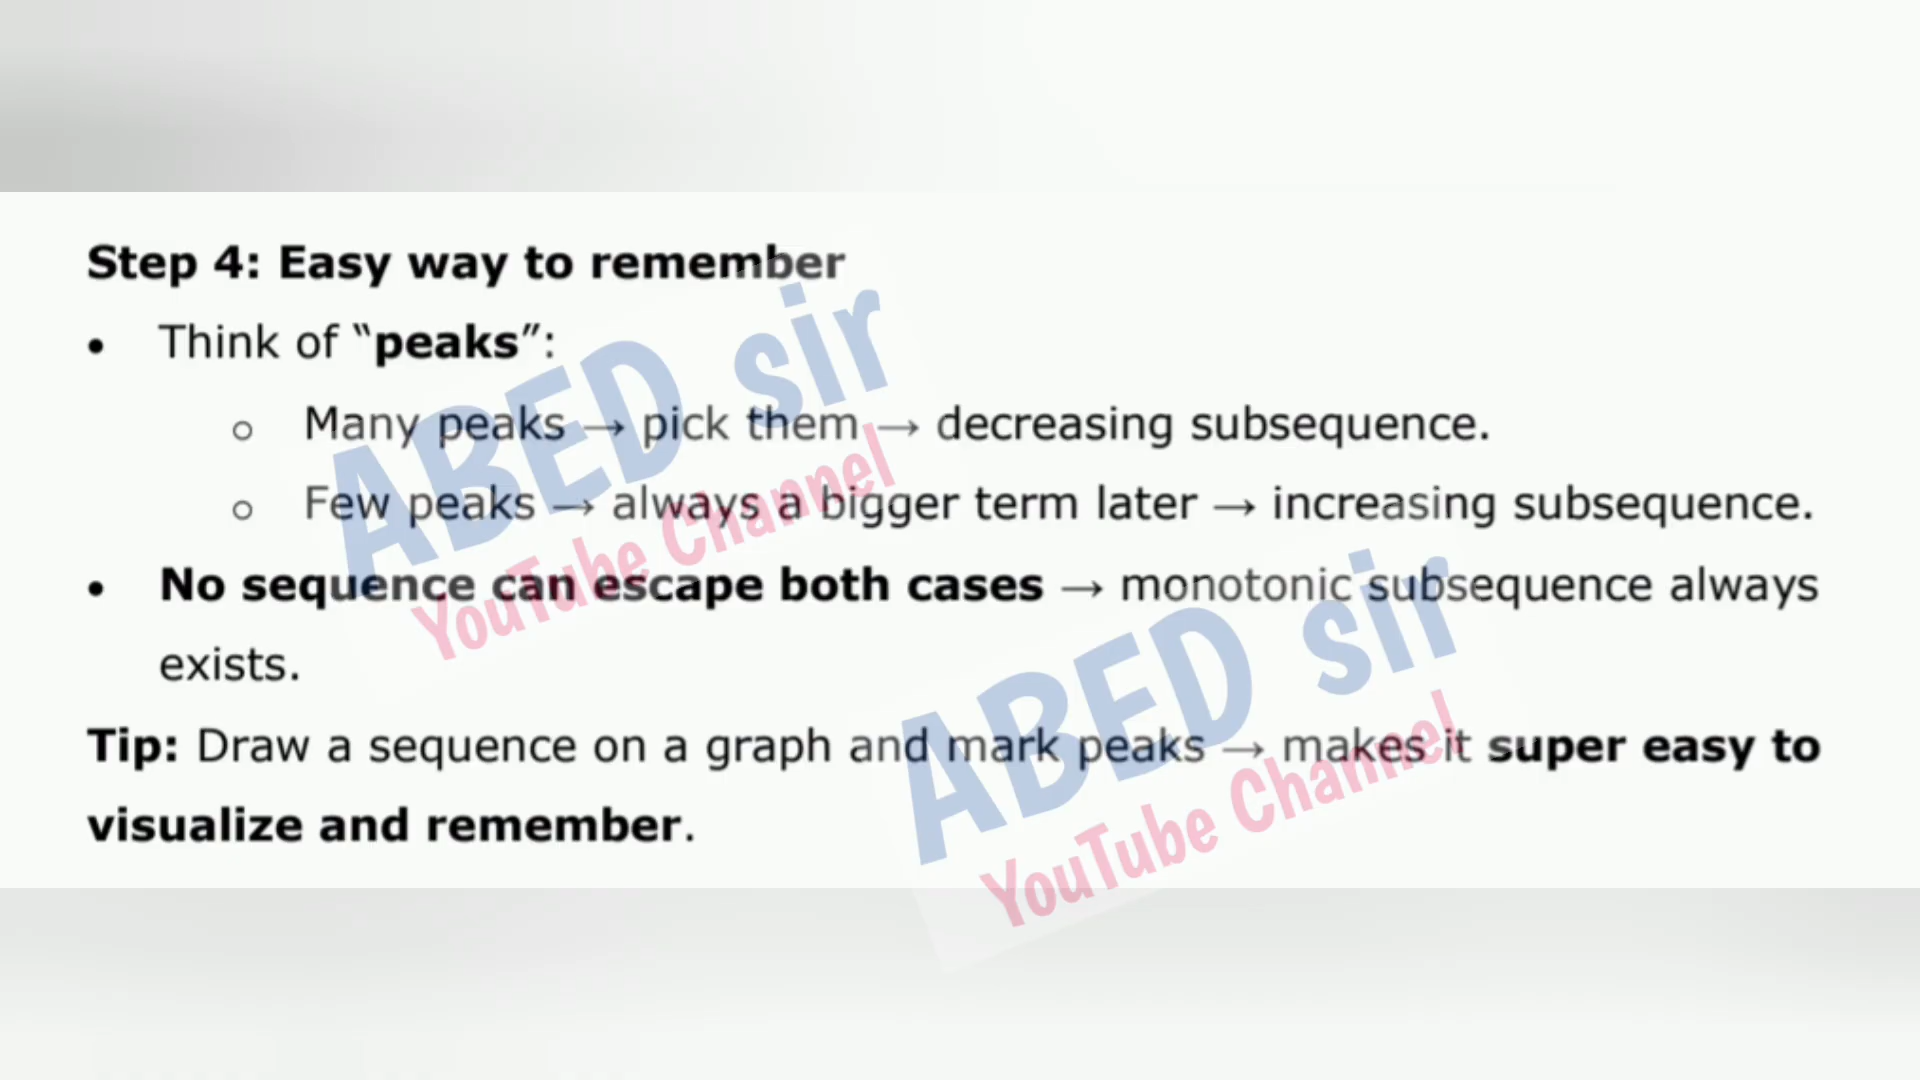 Step 4: Easy way to remember
• Think of “peaks”:
o Many peaks → pick them → decreasing subsequence.
o Few peaks → always a bigger term later → increasing subsequence.
• No sequence can escape both cases → monotonic subsequence always
exists.
Tip: Draw a sequence on a graph and mark peaks → makes it super easy to
visualize and remember.
ABED sir
YouTube Channel
ABED sir
YouTube Channel